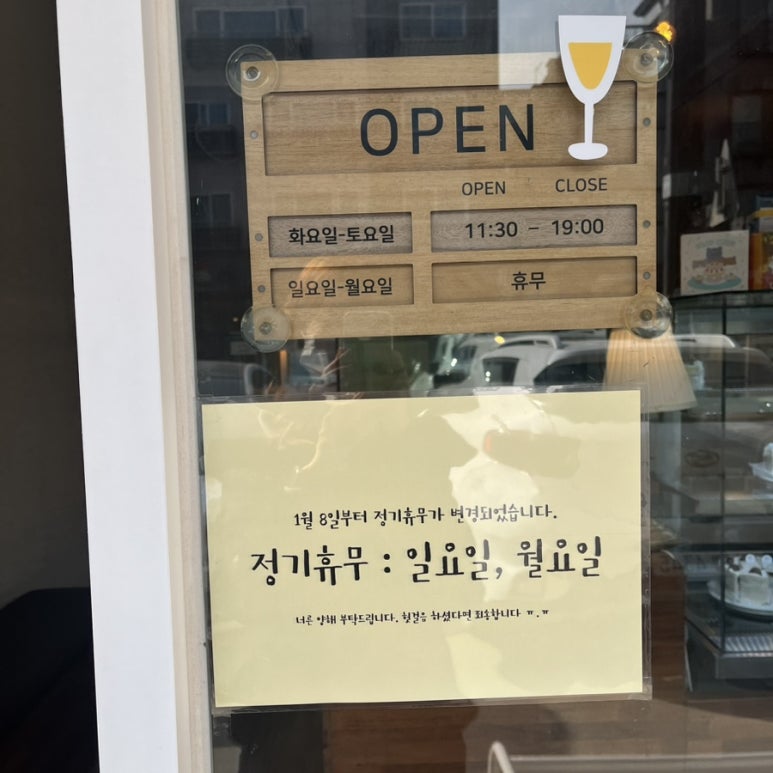 OPEN
OPEN CLOSE
화요일-토요일 11:30 - 19:00
일요일-월요일 휴무
1월 8일부터 정기휴무가 변경되었습니다.
정기휴무 : 일요일, 월요일
너른 양해 부탁드립니다. 헛걸음 하셨다면 죄송합니다 ㅠ.ㅠ